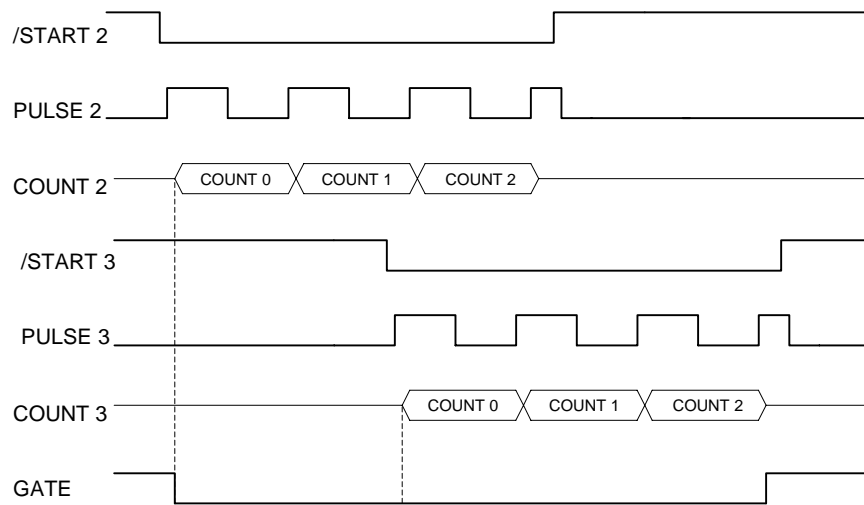 /START 2
PULSE 2
COUNT 2 COUNT 0 COUNT 1 COUNT 2
/START 3
PULSE 3
COUNT 3 COUNT 0 COUNT 1 COUNT 2
GATE